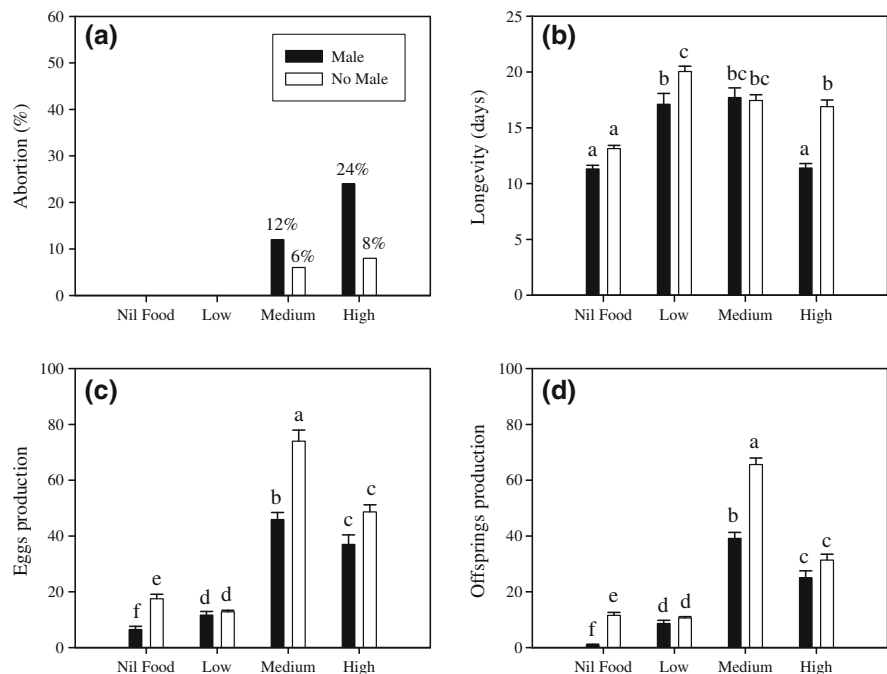 (a)
Male
No Male
Abortion (%)
60
50
40
30
20
10
0
24%
12%
6%
8%
Nil Food Low Medium High
(b)
Longevity (days)
25
20
15
10
5
0
a a b c bc bc a b
Nil Food Low Medium High
(c)
Eggs production
100
80
60
40
20
0
f e d d b a c c
Nil Food Low Medium High
(d)
Offsprings production
100
80
60
40
20
0
f e d d b a c c
Nil Food Low Medium High